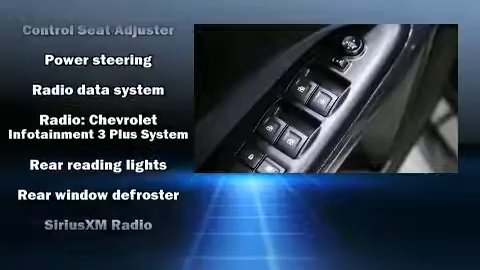 Control Seat Adjuster
Power steering
Radio data system
Radio: Chevrolet
Infotainment 3 Plus System
Rear reading lights
Rear window defroster
SiriusXM Radio